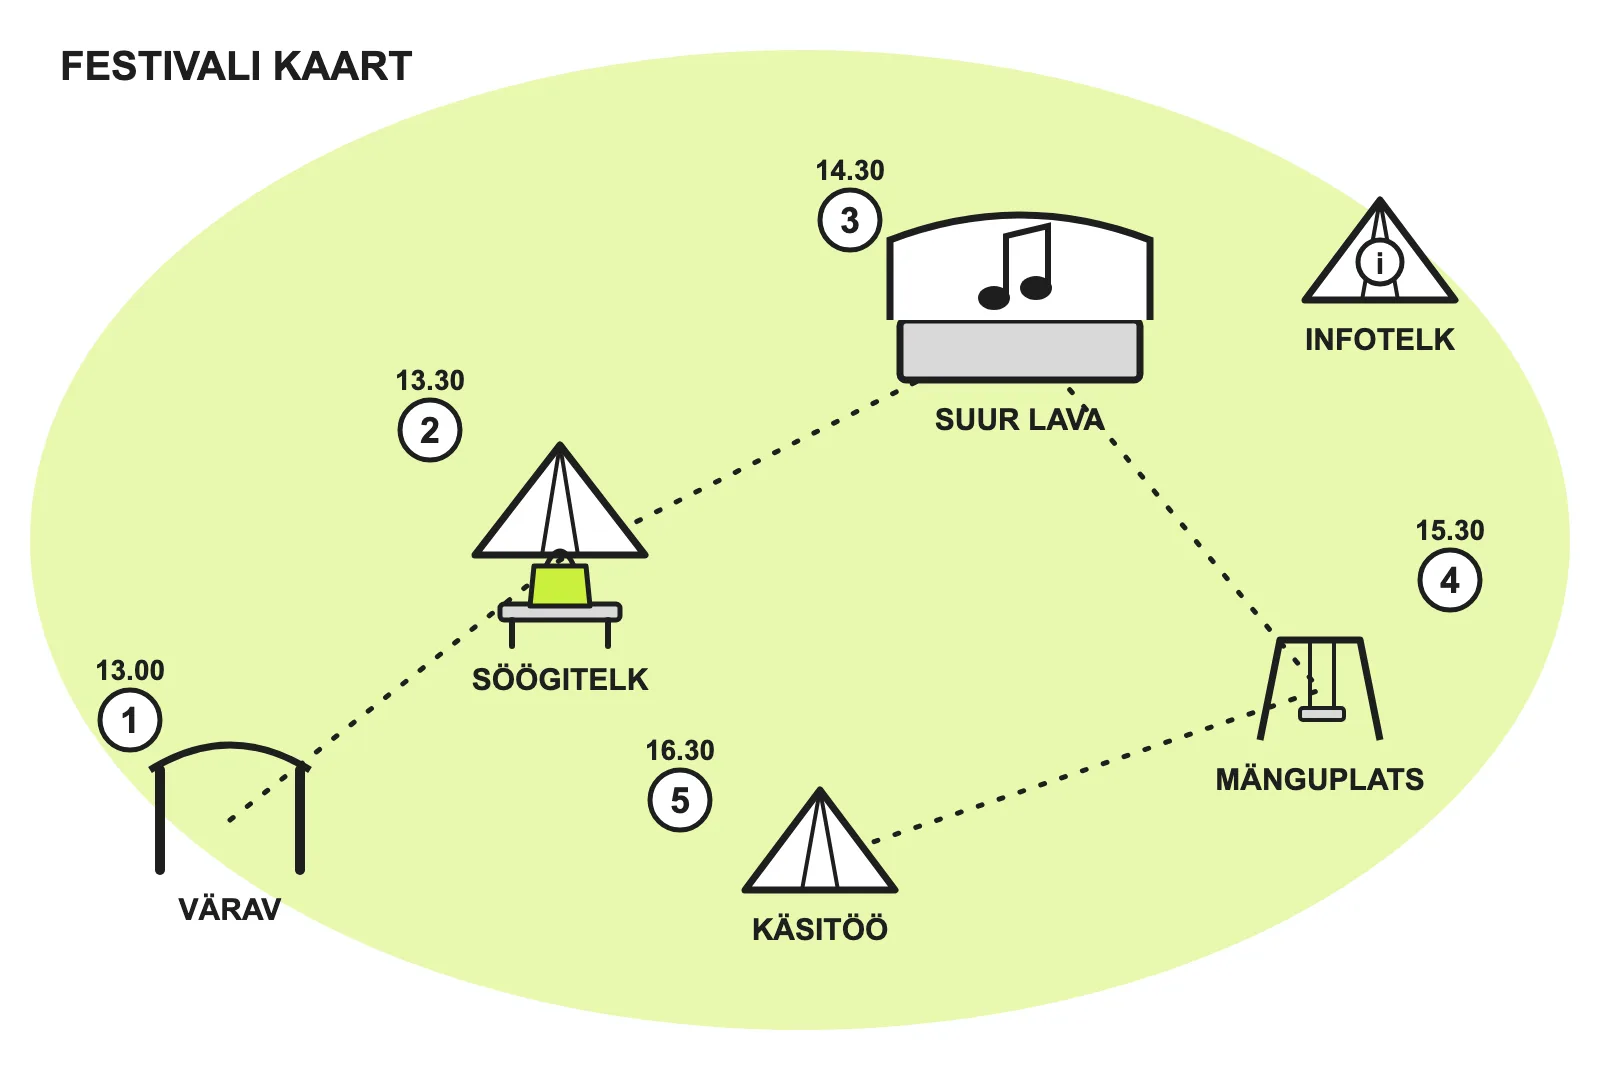 FESTIVALI KAART
13.00
1
VÄRAV
13.30
2
SÖÖGITELK
14.30
3
SUUR LAVA
15.30
4
MÄNGUPLATS
16.30
5
KÄSITÖÖ
i
INFOTELK